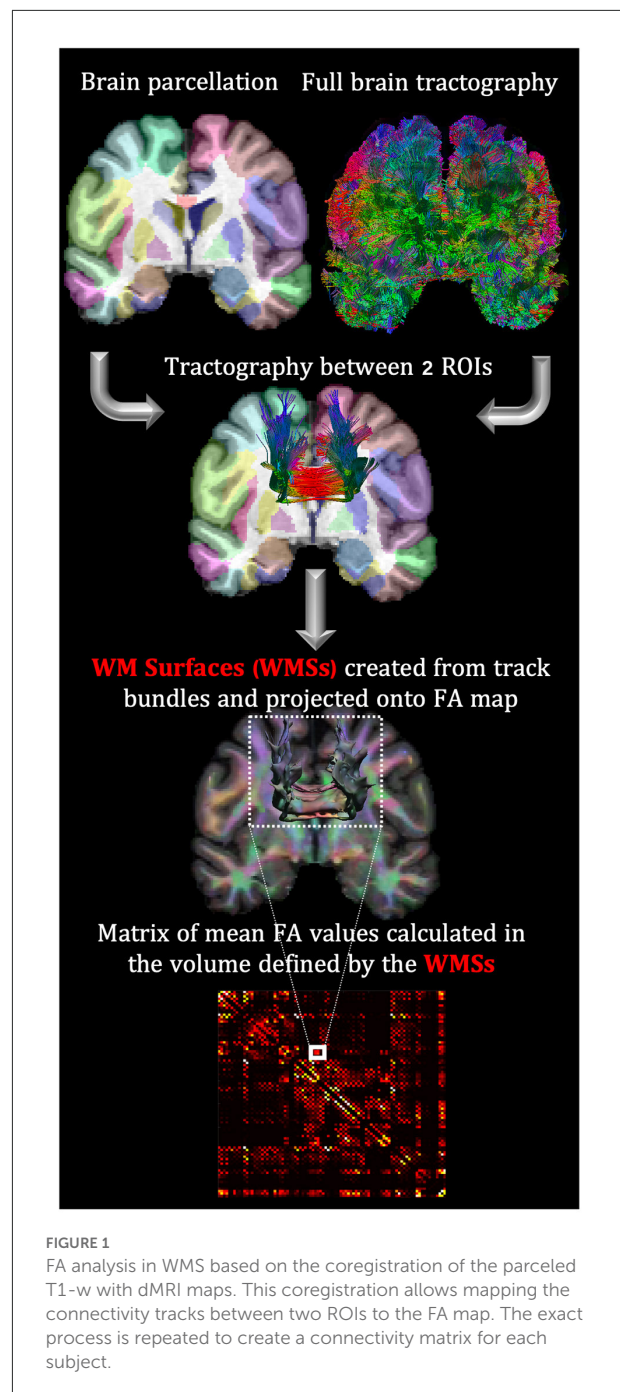 Brain parcellation Full brain tractography
Tractography between 2 ROIs
WM Surfaces (WMSs) created from track
bundles and projected onto FA map
Matrix of mean FA values calculated in
the volume defined by the WMSs
FIGURE 1
FA analysis in WMS based on the coregistration of the parceled
T1-w with dMRI maps. This coregistration allows mapping the
connectivity tracks between two ROIs to the FA map. The exact
process is repeated to create a connectivity matrix for each
subject.